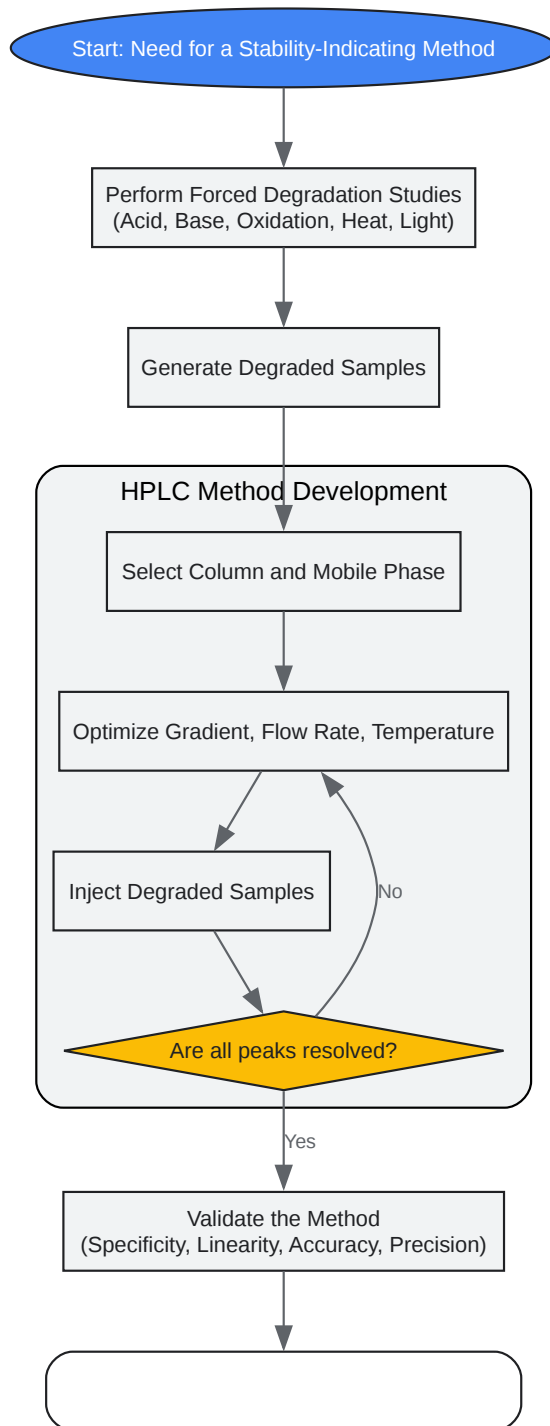 Start: Need for a Stability-Indicating Method
Perform Forced Degradation Studies
(Acid, Base, Oxidation, Heat, Light)
Generate Degraded Samples
HPLC Method Development
Select Column and Mobile Phase
Optimize Gradient, Flow Rate, Temperature
Inject Degraded Samples
No
Are all peaks resolved?
Yes
Validate the Method
(Specificity, Linearity, Accuracy, Precision)